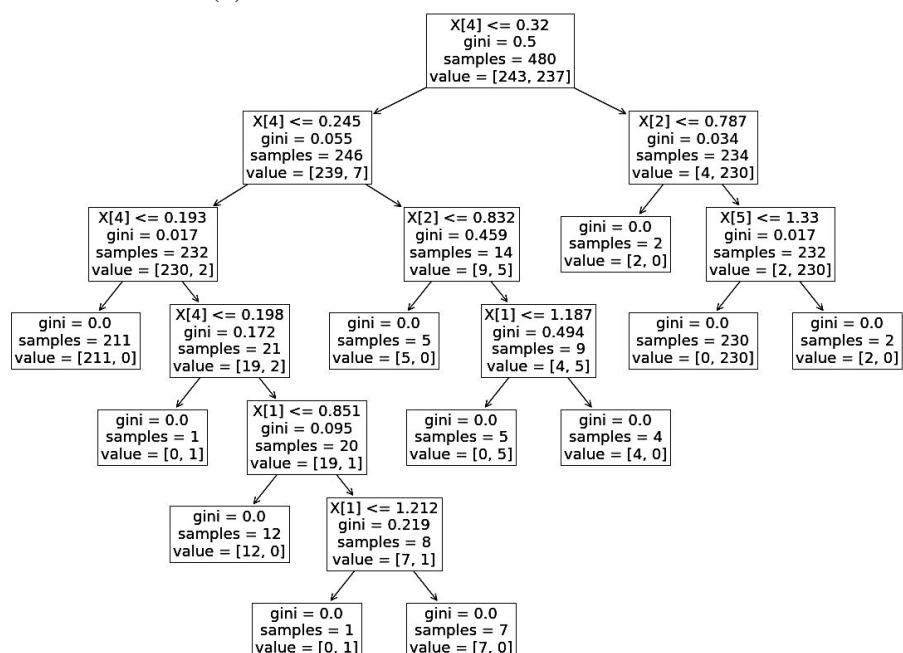 X[4] <= 0.32
gini = 0.5
samples = 480
value = [243, 237]
X[4] <= 0.245
gini = 0.055
samples = 246
value = [239, 7]
X[2] <= 0.787
gini = 0.034
samples = 234
value = [4, 230]
X[4] <= 0.193
gini = 0.017
samples = 232
value = [230, 2]
X[2] <= 0.832
gini = 0.459
samples = 14
value = [9, 5]
gini = 0.0
samples = 2
value = [2, 0]
X[5] <= 1.33
gini = 0.017
samples = 232
value = [2, 230]
gini = 0.0
samples = 211
value = [211, 0]
X[4] <= 0.198
gini = 0.172
samples = 21
value = [19, 2]
gini = 0.0
samples = 5
value = [5, 0]
X[1] <= 1.187
gini = 0.494
samples = 9
value = [4, 5]
gini = 0.0
samples = 230
value = [0, 230]
gini = 0.0
samples = 2
value = [2, 0]
gini = 0.0
samples = 1
value = [0, 1]
X[1] <= 0.851
gini = 0.095
samples = 20
value = [19, 1]
gini = 0.0
samples = 5
value = [0, 5]
gini = 0.0
samples = 4
value = [4, 0]
gini = 0.0
samples = 12
value = [12, 0]
X[1] <= 1.212
gini = 0.219
samples = 8
value = [7, 1]
gini = 0.0
samples = 1
value = [0, 1]
gini = 0.0
samples = 7
value = [7, 0]